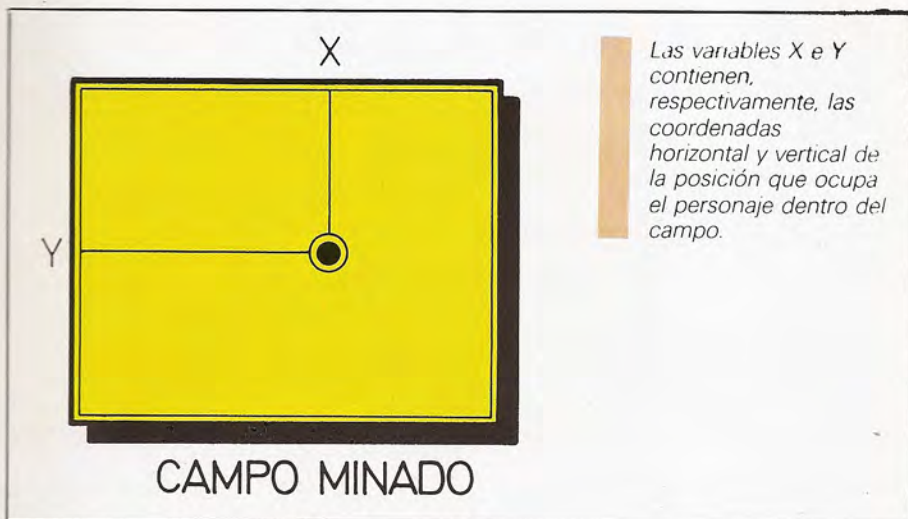 X
Las variables X e Y
contienen,
respectivamente, las
coordenadas
horizontal y vertical de
la posición que ocupa
el personaje dentro del
campo.
Y
CAMPO MINADO